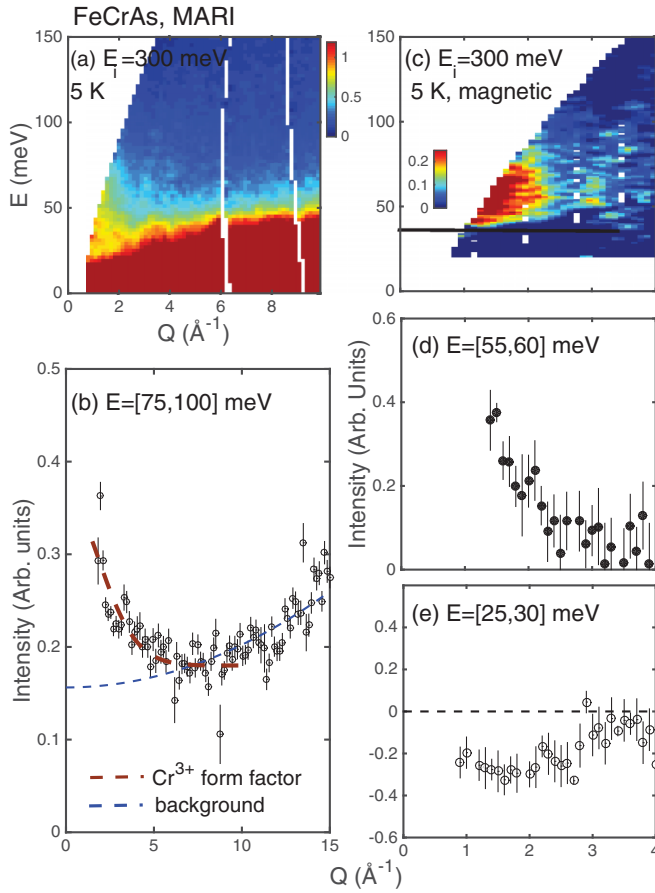 FeCrAs, MARI
(a) E_i=300 meV
5 K
E (meV)
150
100
50
0
0 2 4 6 8
Q (Å⁻¹)
1
0.5
0
(c) E_i=300 meV
5 K, magnetic
150
100
50
0
0.2
0.1
0
(b) E=[75,100] meV
Intensity (Arb. units)
0.5
0.4
0.3
0.2
0.1
0 5 10 15
Cr³⁺ form factor
background
(d) E=[55,60] meV
Intensity (Arb. Units)
0.6
0.4
0.2
0
(e) E=[25,30] meV
0.4
0.2
0
-0.2
-0.4
-0.6
0 1 2 3 4
Q (Å⁻¹)